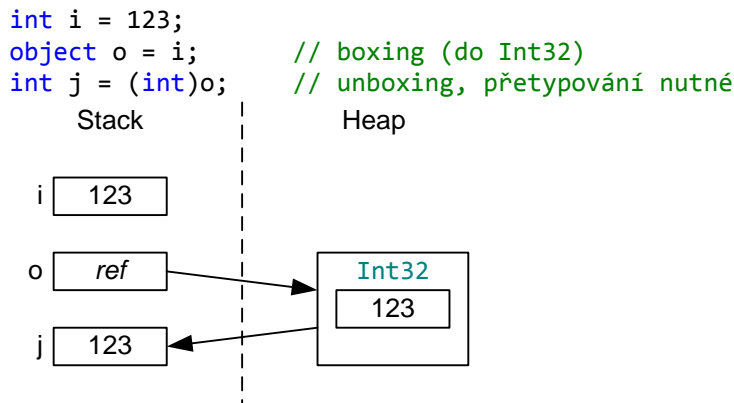 int i = 123;
object o = i;       // boxing (do Int32)
int j = (int)o;     // unboxing, přetypování nutné
Stack Heap
i 123
o ref Int32
123
j 123